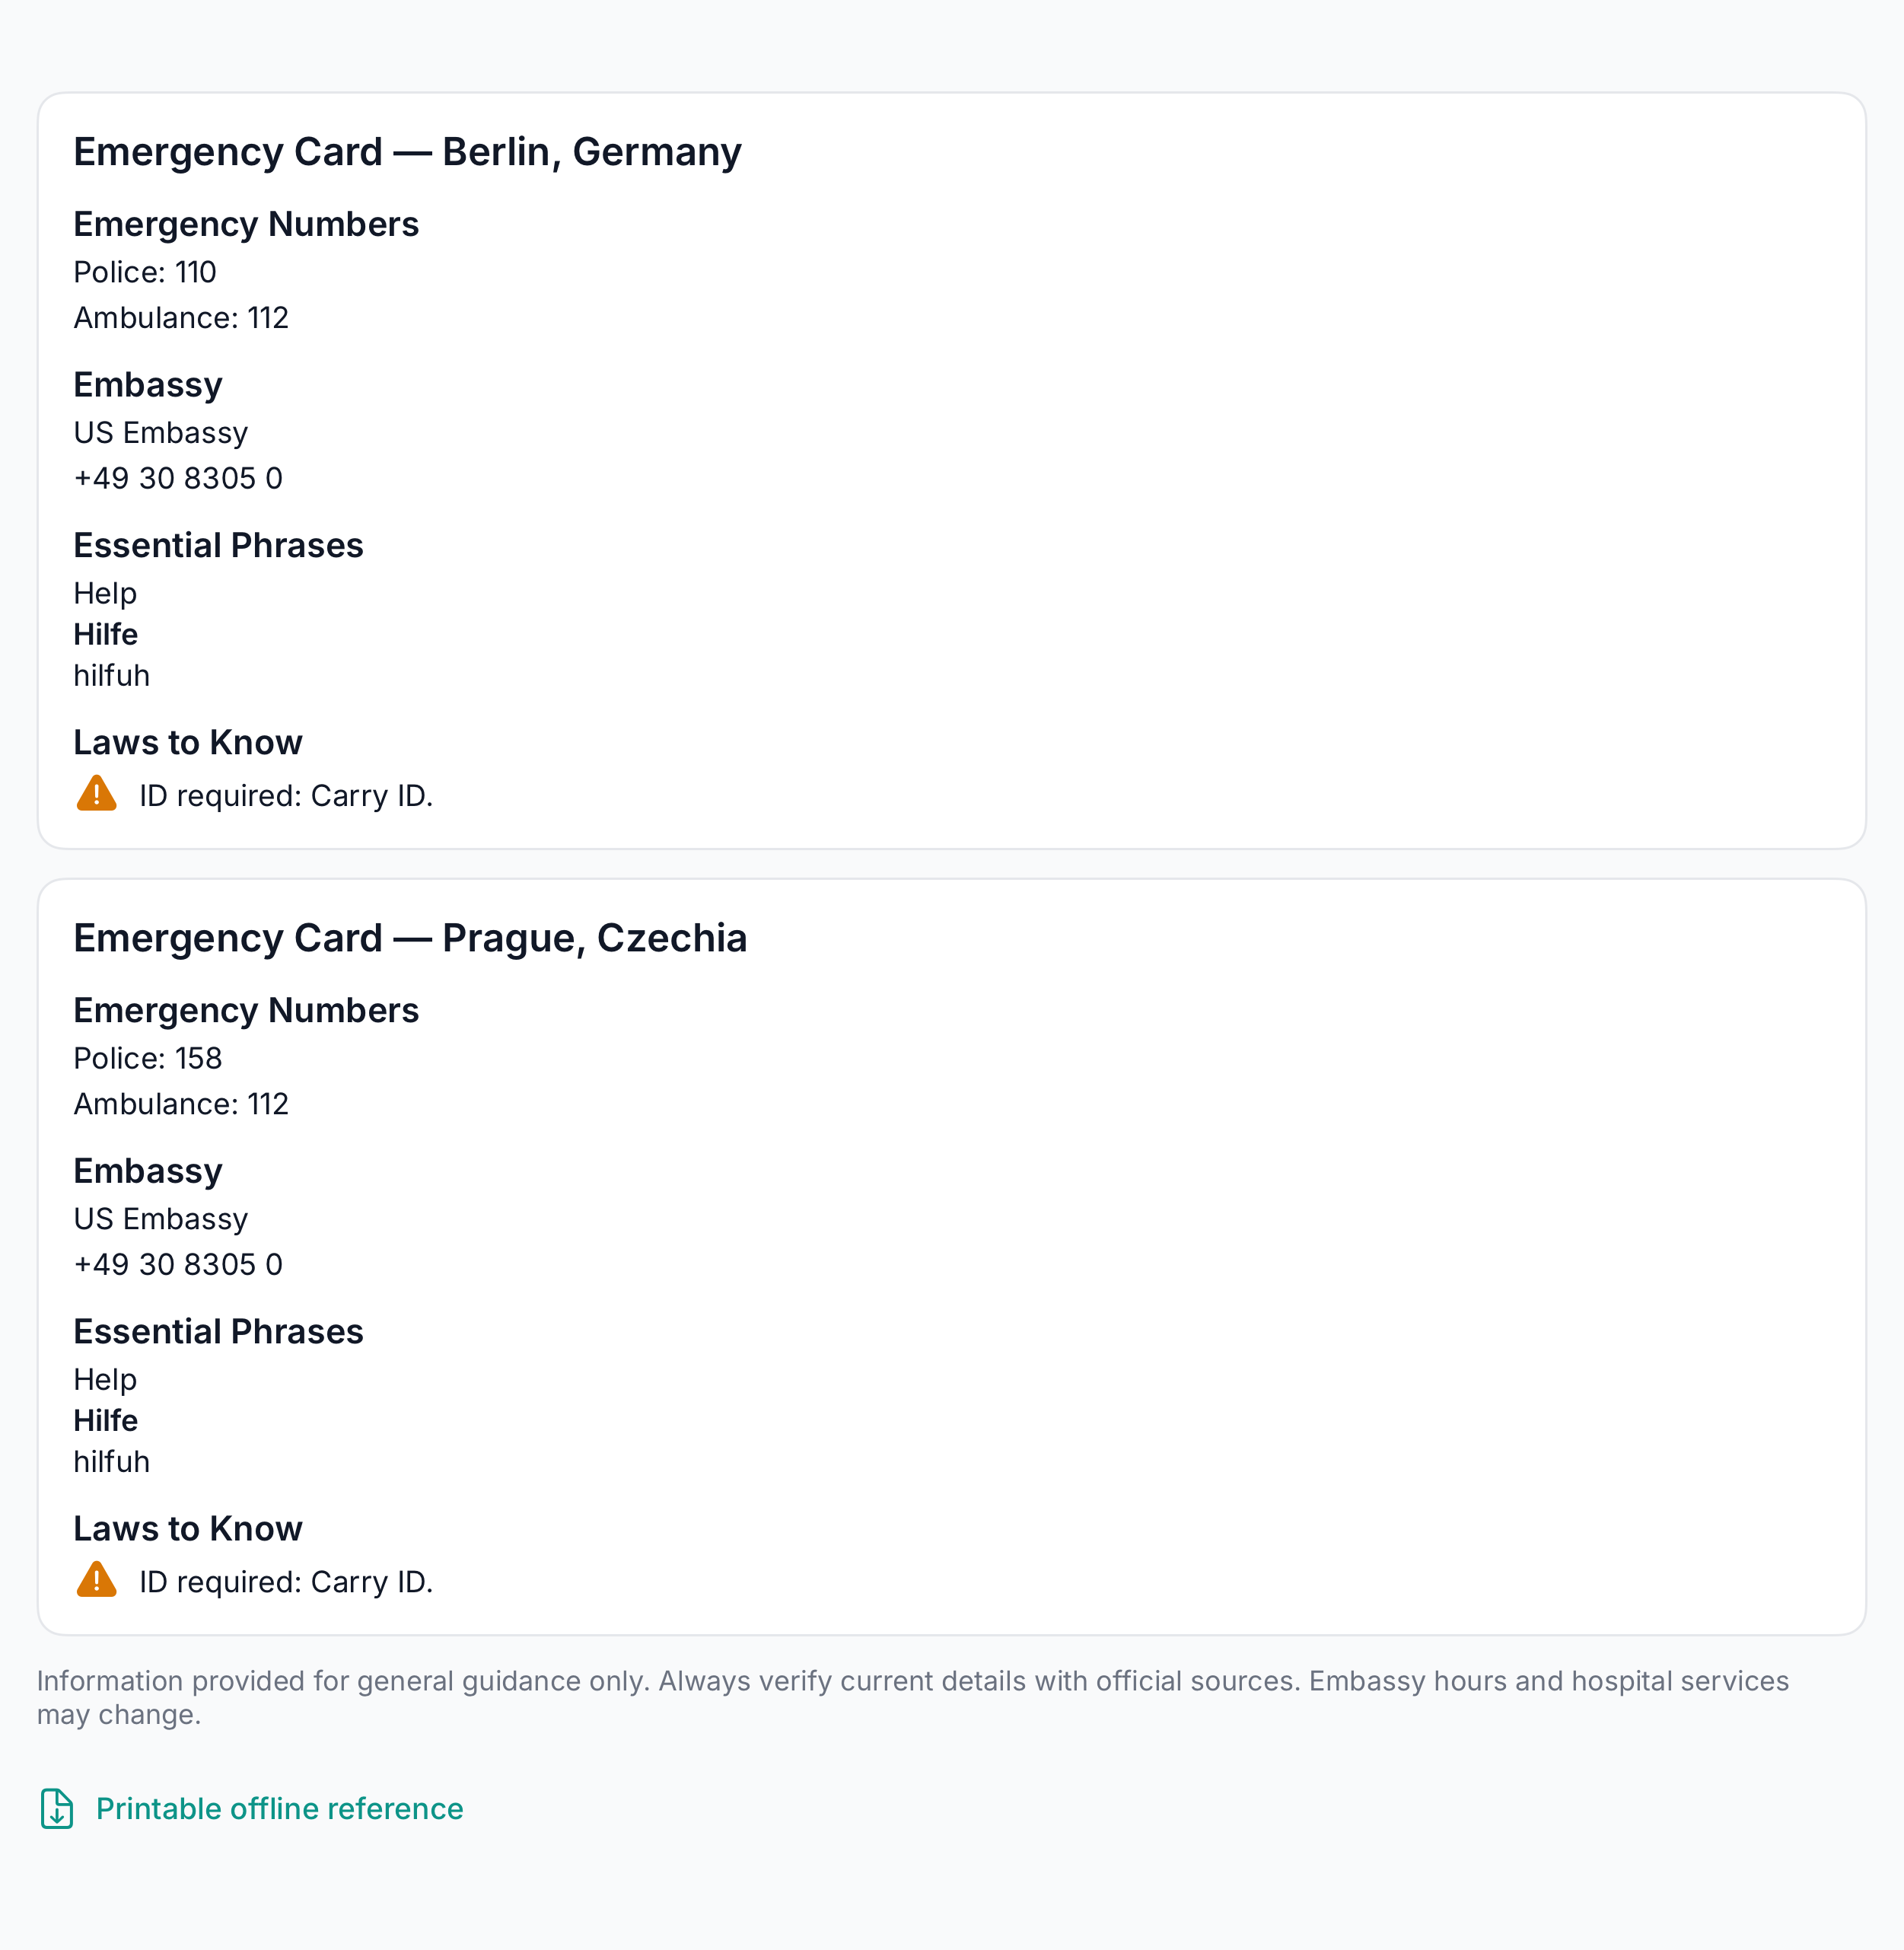 Emergency Card — Berlin, Germany
Emergency Numbers
Police: 110
Ambulance: 112
Embassy
US Embassy
+49 30 8305 0
Essential Phrases
Help
Hilfe
hilfuh
Laws to Know
ID required: Carry ID.
Emergency Card — Prague, Czechia
Emergency Numbers
Police: 158
Ambulance: 112
Embassy
US Embassy
+49 30 8305 0
Essential Phrases
Help
Hilfe
hilfuh
Laws to Know
ID required: Carry ID.
Information provided for general guidance only. Always verify current details with official sources. Embassy hours and hospital services
may change.
Printable offline reference